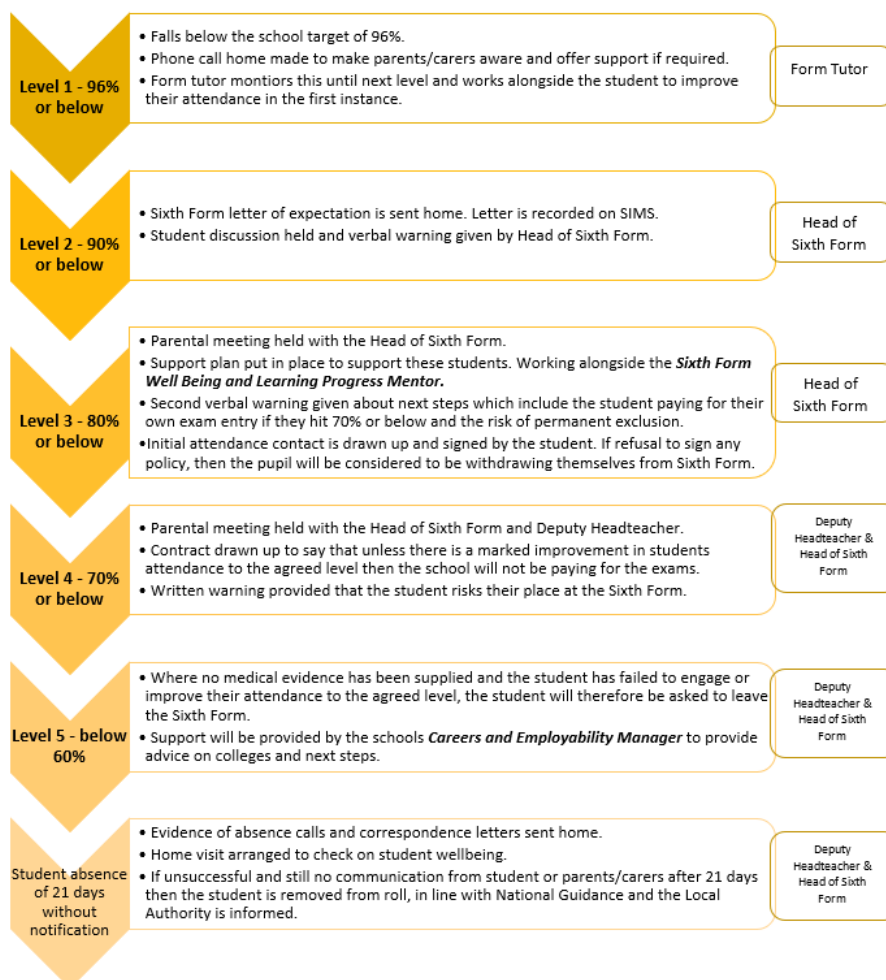 Level 1 - 96%
or below
• Falls below the school target of 96%.
• Phone call home made to make parents/carers aware and offer support if required.
• Form tutor montiors this until next level and works alongside the student to improve
their attendance in the first instance.
Form Tutor
Level 2 - 90%
or below
• Sixth Form letter of expectation is sent home. Letter is recorded on SIMS.
• Student discussion held and verbal warning given by Head of Sixth Form.
Head of
Sixth Form
Level 3 - 80%
or below
• Parental meeting held with the Head of Sixth Form.
• Support plan put in place to support these students. Working alongside the Sixth Form
Well Being and Learning Progress Mentor.
• Second verbal warning given about next steps which include the student paying for their
own exam entry if they hit 70% or below and the risk of permanent exclusion.
•Initial attendance contact is drawn up and signed by the student. If refusal to sign any
policy, then the pupil will be considered to be withdrawing themselves from Sixth Form.
Head of
Sixth Form
Level 4 - 70%
or below
• Parental meeting held with the Head of Sixth Form and Deputy Headteacher.
• Contract drawn up to say that unless there is a marked improvement in students
attendance to the agreed level then the school will not be paying for the exams.
• Written warning provided that the student risks their place at the Sixth Form.
Deputy
Headteacher &
Head of Sixth
Form
Level 5 - below
60%
• Where no medical evidence has been supplied and the student has failed to engage or
improve their attendance to the agreed level, the student will therefore be asked to leave
the Sixth Form.
• Support will be provided by the schools Careers and Employability Manager to provide
advice on colleges and next steps.
Deputy
Headteacher &
Head of Sixth
Form
Student absence
of 21 days
without
notification
• Evidence of absence calls and correspondence letters sent home.
• Home visit arranged to check on student wellbeing.
• If unsuccessful and still no communication from student or parents/carers after 21 days
then the student is removed from roll, in line with National Guidance and the Local
Authority is informed.
Deputy
Headteacher &
Head of Sixth
Form